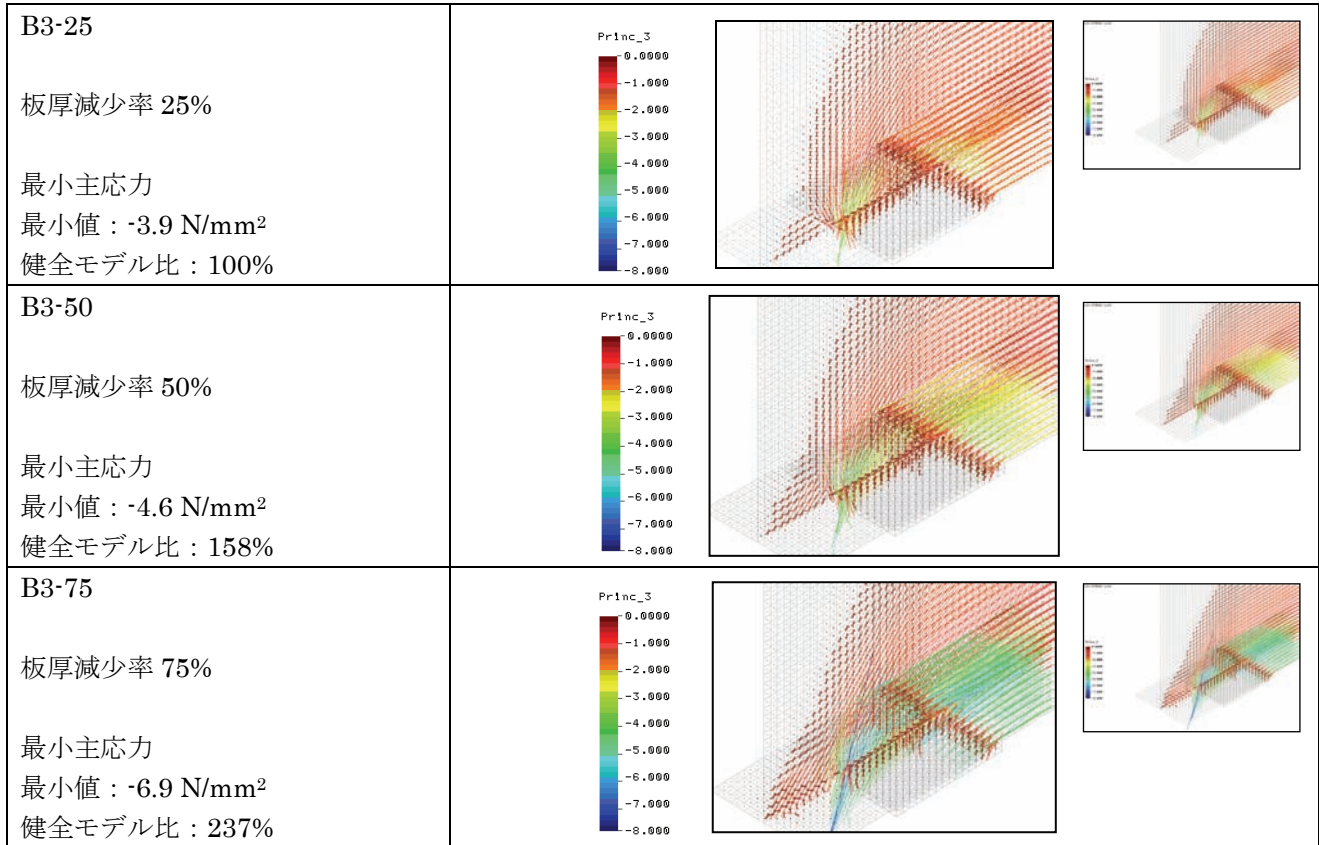 B3-25
板厚減少率 25%
最小主応力
最小値：-3.9 N/mm²
健全モデル比：100%
Princ_3
0.0000
-1.000
-2.000
-3.000
-4.000
-5.000
-6.000
-7.000
-8.000
B3-50
板厚減少率 50%
最小主応力
最小値：-4.6 N/mm²
健全モデル比：158%
Princ_3
0.0000
-1.000
-2.000
-3.000
-4.000
-5.000
-6.000
-7.000
-8.000
B3-75
板厚減少率 75%
最小主応力
最小値：-6.9 N/mm²
健全モデル比：237%
Princ_3
0.0000
-1.000
-2.000
-3.000
-4.000
-5.000
-6.000
-7.000
-8.000